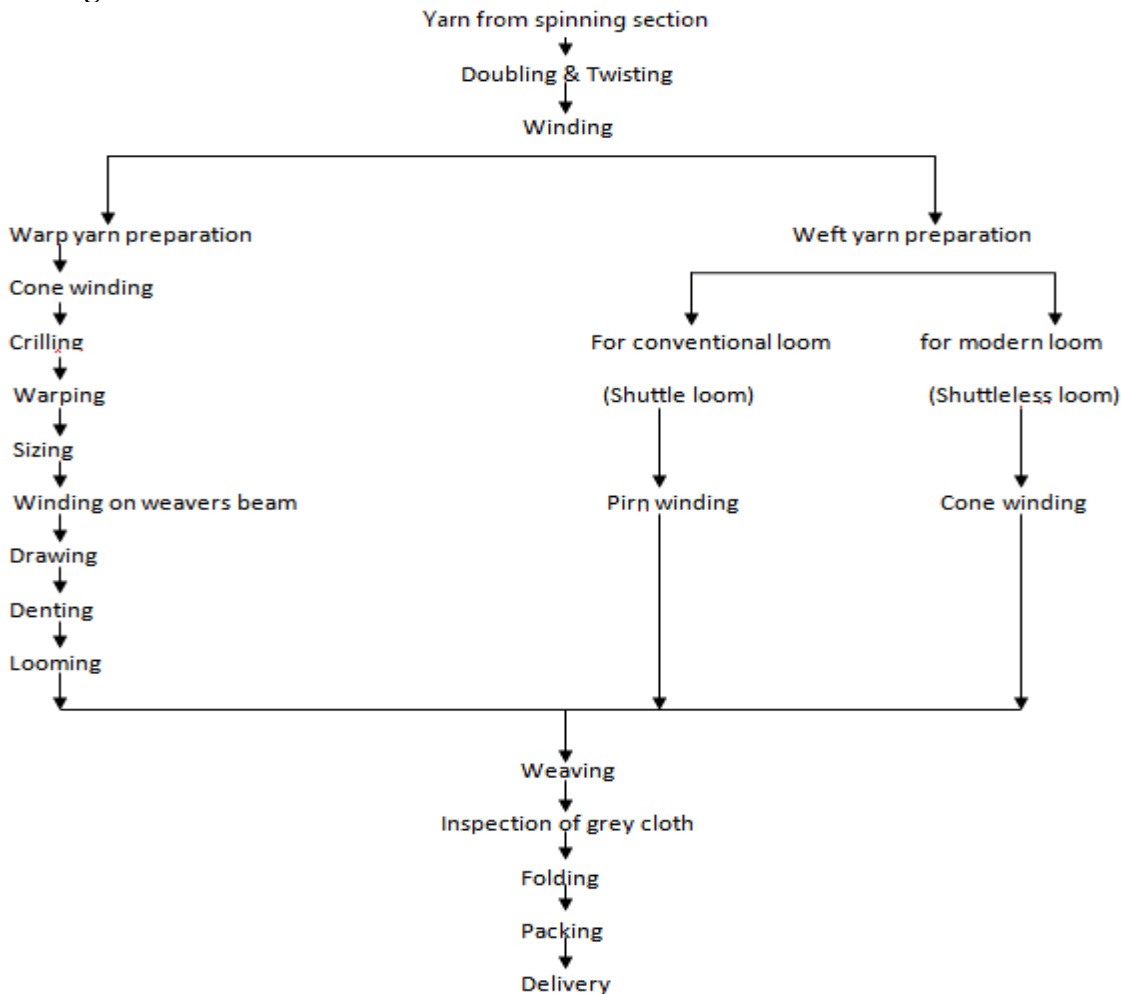 Yarn from spinning section
Doubling & Twisting
Winding
Warp yarn preparation
Weft yarn preparation
Cone winding
Crilling
For conventional loom
for modern loom
Warping
(Shuttle loom)
(Shuttleless loom)
Sizing
Winding on weavers beam
Pirn winding
Cone winding
Drawing
Denting
Looming
Weaving
Inspection of grey cloth
Folding
Packing
Delivery